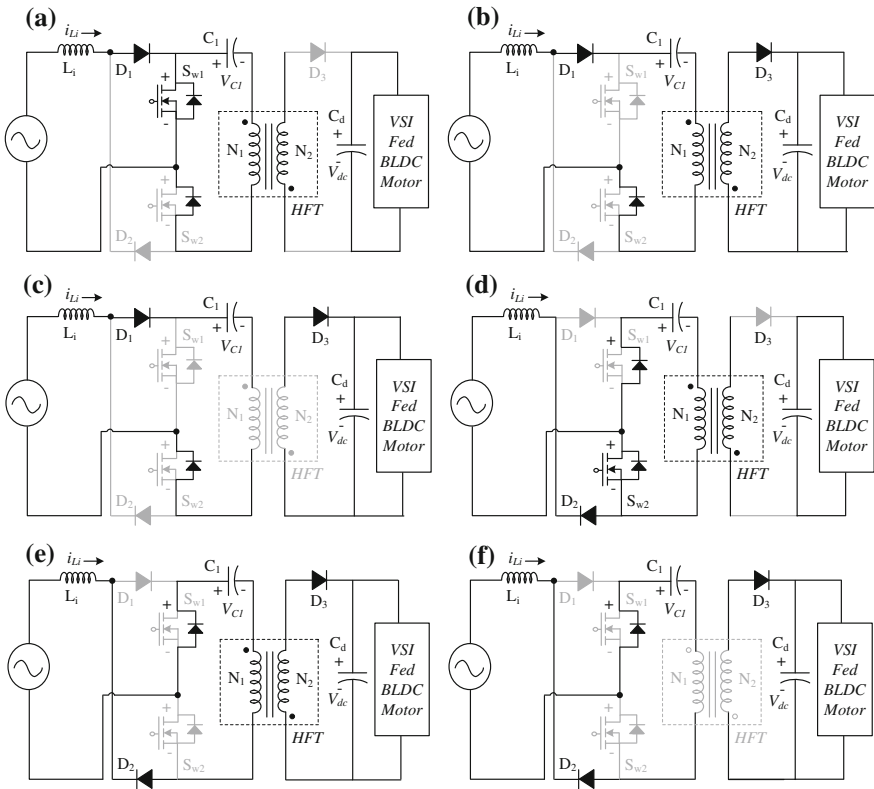 (a)
i_Li
L_i
D_1
C_1
+ -
V_C1
S_w1
+
-
D_3
N_1
N_2
HFT
C_d
+
-
V_dc
VSI
Fed
BLDC
Motor
+
-
D_2
S_w2
(b)
i_Li
L_i
D_1
C_1
+ -
V_C1
S_w1
+
-
D_3
N_1
N_2
HFT
C_d
+
-
V_dc
VSI
Fed
BLDC
Motor
+
-
D_2
S_w2
(c)
i_Li
L_i
D_1
C_1
+ -
V_C1
S_w1
+
-
D_3
N_1
N_2
HFT
C_d
+
-
V_dc
VSI
Fed
BLDC
Motor
+
-
D_2
S_w2
(d)
i_Li
L_i
D_1
C_1
+ -
V_C1
S_w1
+
-
D_3
N_1
N_2
HFT
C_d
+
-
V_dc
VSI
Fed
BLDC
Motor
+
-
D_2
S_w2
(e)
i_Li
L_i
D_1
C_1
+ -
V_C1
S_w1
+
-
D_3
N_1
N_2
HFT
C_d
+
-
V_dc
VSI
Fed
BLDC
Motor
+
-
D_2
S_w2
(f)
i_Li
L_i
D_1
C_1
+ -
V_C1
S_w1
+
-
D_3
N_1
N_2
HFT
C_d
+
-
V_dc
VSI
Fed
BLDC
Motor
+
-
D_2
S_w2